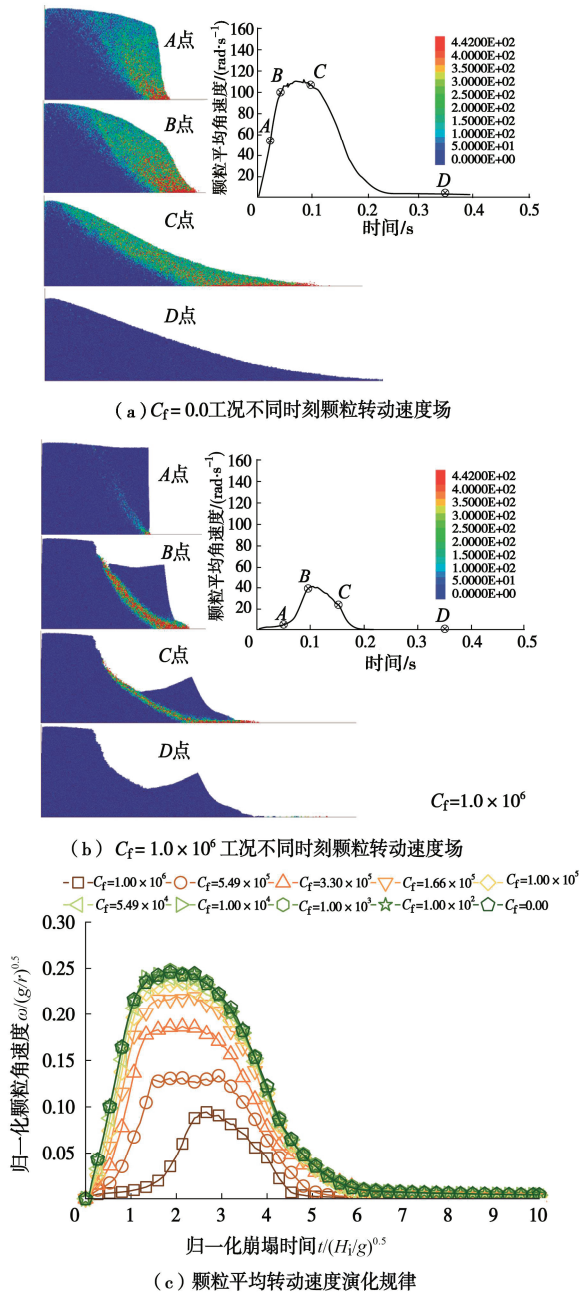 A点
B点
C点
D点
颗粒平均角速度/(rad·s⁻¹)
160
140
120
100
80
60
40
20
0
0.1
0.2
0.3
0.4
0.5
时间/s
A
B
C
D
4.4200E+02
4.0000E+02
3.5000E+02
3.0000E+02
2.5000E+02
2.0000E+02
1.5000E+02
1.0000E+02
5.0000E+01
0.0000E+00
(a) Cf = 0.0工况不同时刻颗粒转动速度场
A点
B点
C点
D点
颗粒平均角速度/(rad·s⁻¹)
160
140
120
100
80
60
40
20
0
0.1
0.2
0.3
0.4
0.5
时间/s
A
B
C
D
4.4200E+02
4.0000E+02
3.5000E+02
3.0000E+02
2.5000E+02
2.0000E+02
1.5000E+02
1.0000E+02
5.0000E+01
0.0000E+00
Cf=1.0×10⁶
(b) Cf= 1.0×10⁶ 工况不同时刻颗粒转动速度场
Cf=1.00×10⁶ Cf=5.49×10⁵ Cf=3.30×10⁵ Cf=1.66×10⁵ Cf=1.00×10⁵
Cf=5.49×10⁴ Cf=1.00×10⁴ Cf=1.00×10³ Cf=1.00×10² Cf=0.00
归一化颗粒角速度 ω/(g/r)^0.5
0.30
0.25
0.20
0.15
0.10
0.05
0 1 2 3 4 5 6 7 8 9 10
归一化崩塌时间 t/(Hi/g)^0.5
(c) 颗粒平均转动速度演化规律